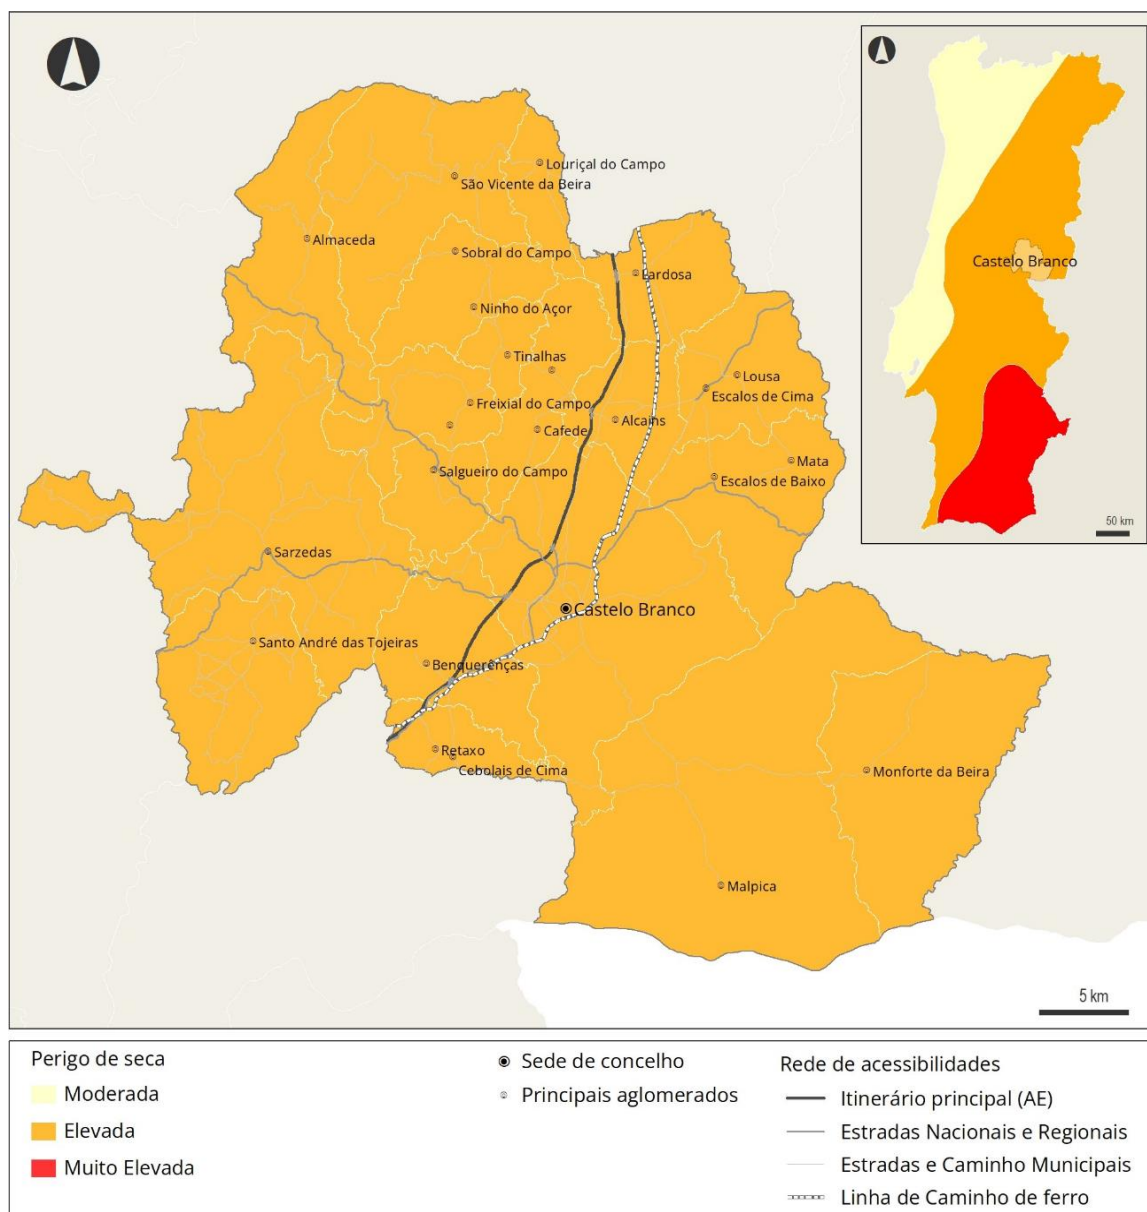 Louriçal do Campo
São Vicente da Beira
Almaceda
Sobral do Campo
Lardosa
Castelo Branco
Ninho do Açor
Tinalhas
Lousa
Escalos de Cima
Freixial do Campo
Cafede
Alcains
Mata
Salgueiro do Campo
Escalos de Baixo
50 km
Sarzedas
Castelo Branco
Santo André das Tojeiras
Benquerenças
Retaxo
Cebolais de Cima
Monforte da Beira
Malpica
5 km
Perigo de seca
Moderada
Elevada
Muito Elevada
Sede de concelho
Principais aglomerados
Rede de acessibilidades
Itinerário principal (AE)
Estradas Nacionais e Regionais
Estradas e Caminho Municipais
Linha de Caminho de ferro